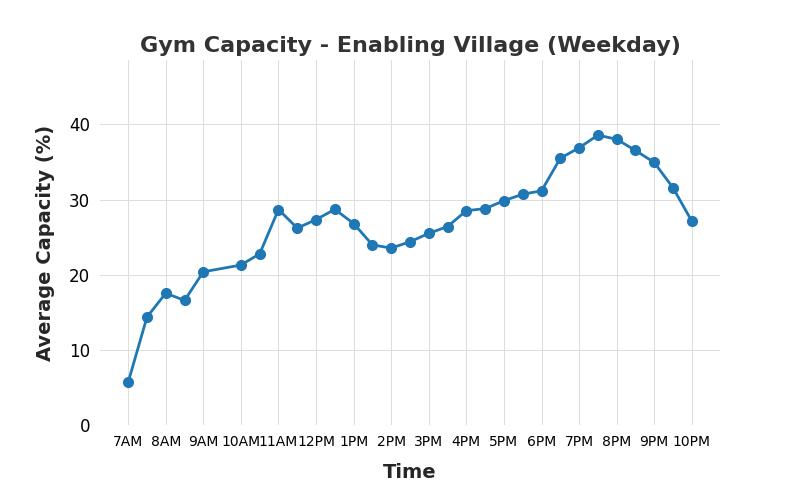 Gym Capacity - Enabling Village (Weekday)
Average Capacity (%)
40
30
20
10
0
7AM 8AM 9AM 10AM 11AM 12PM 1PM 2PM 3PM 4PM 5PM 6PM 7PM 8PM 9PM 10PM
Time